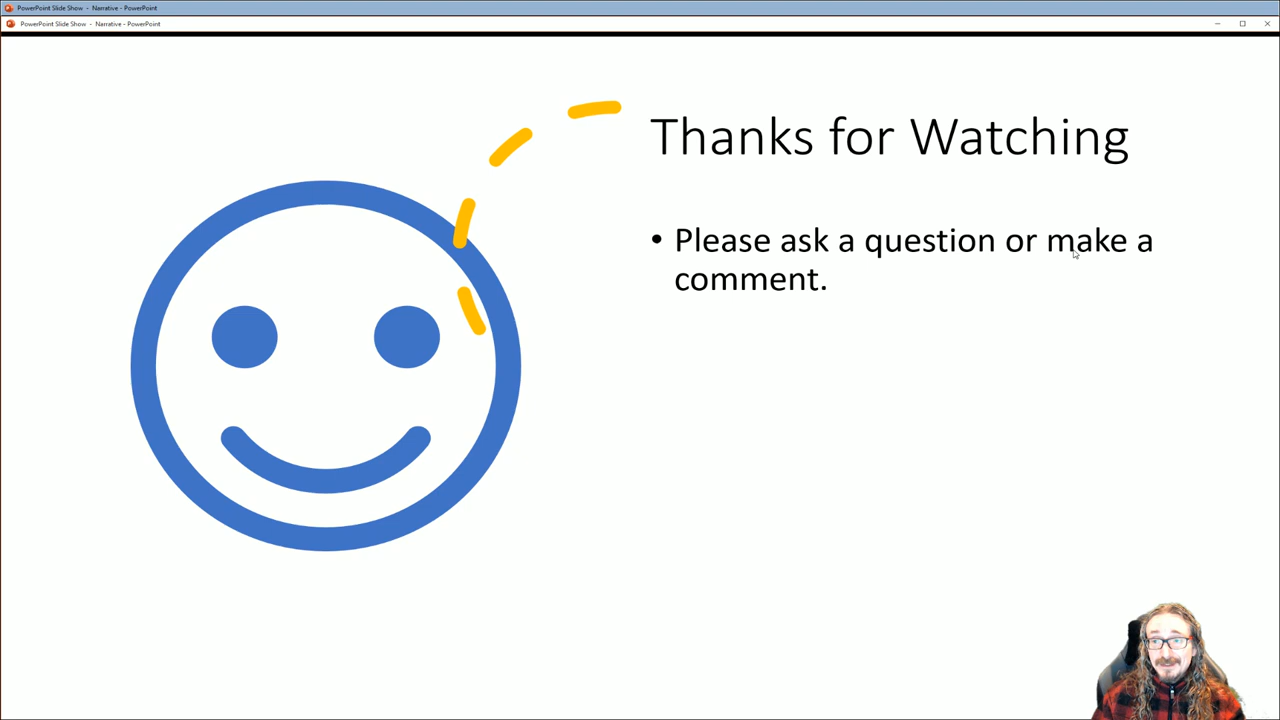 PowerPoint Slide Show - Narrative - PowerPoint
PowerPoint Slide Show - Narrative - PowerPoint
Thanks for Watching
• Please ask a question or make a
comment.